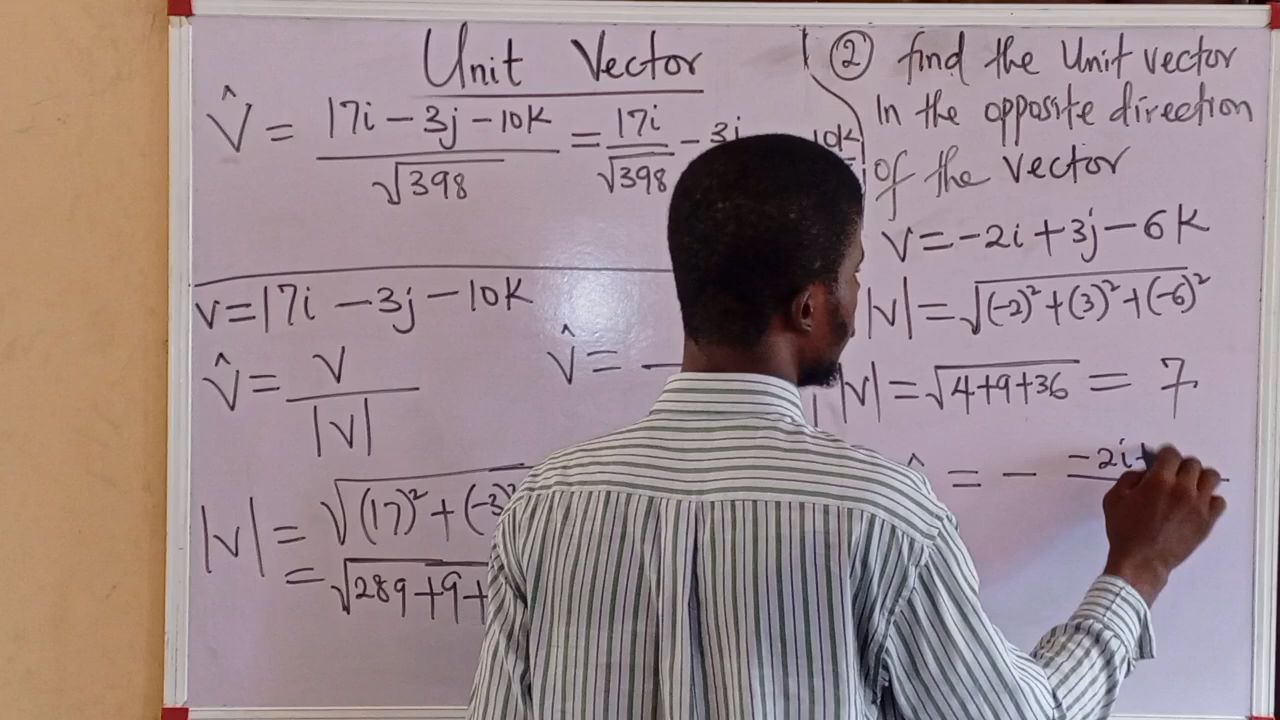 Unit Vector
V̂ = 17i − 3j − 10k / √398 = 17i / √398 − 3j 10k
v = 17i − 3j − 10k
V̂ = V / |V|
V̂ = −
|v| = √(17)² + (−3)²
= √289 + 9 +
② find the Unit vector
In the opposite direction
of the vector
v = −2i + 3j − 6k
|v| = √(−2)² + (3)² + (−6)²
|v| = √4+9+36 = 7
= − −2i +